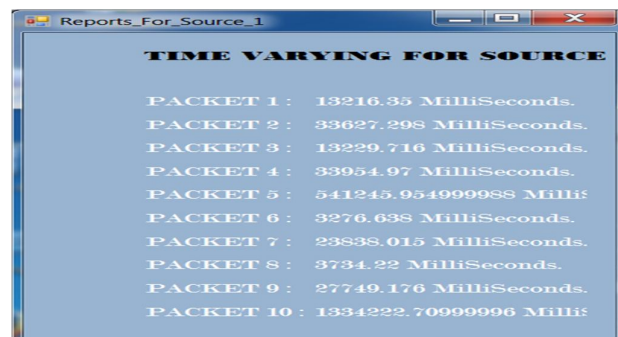 Reports_For_Source_1
TIME VARYING FOR SOURCE
PACKET 1 : 13216.35 MilliSeconds.
PACKET 2 : 33627.298 MilliSeconds.
PACKET 3 : 13229.716 MilliSeconds.
PACKET 4 : 33954.97 MilliSeconds.
PACKET 5 : 541245.954999988 MilliS
PACKET 6 : 3276.638 MilliSeconds.
PACKET 7 : 23838.015 MilliSeconds.
PACKET 8 : 3734.22 MilliSeconds.
PACKET 9 : 27749.176 MilliSeconds.
PACKET 10 : 1334222.70999996 MilliS